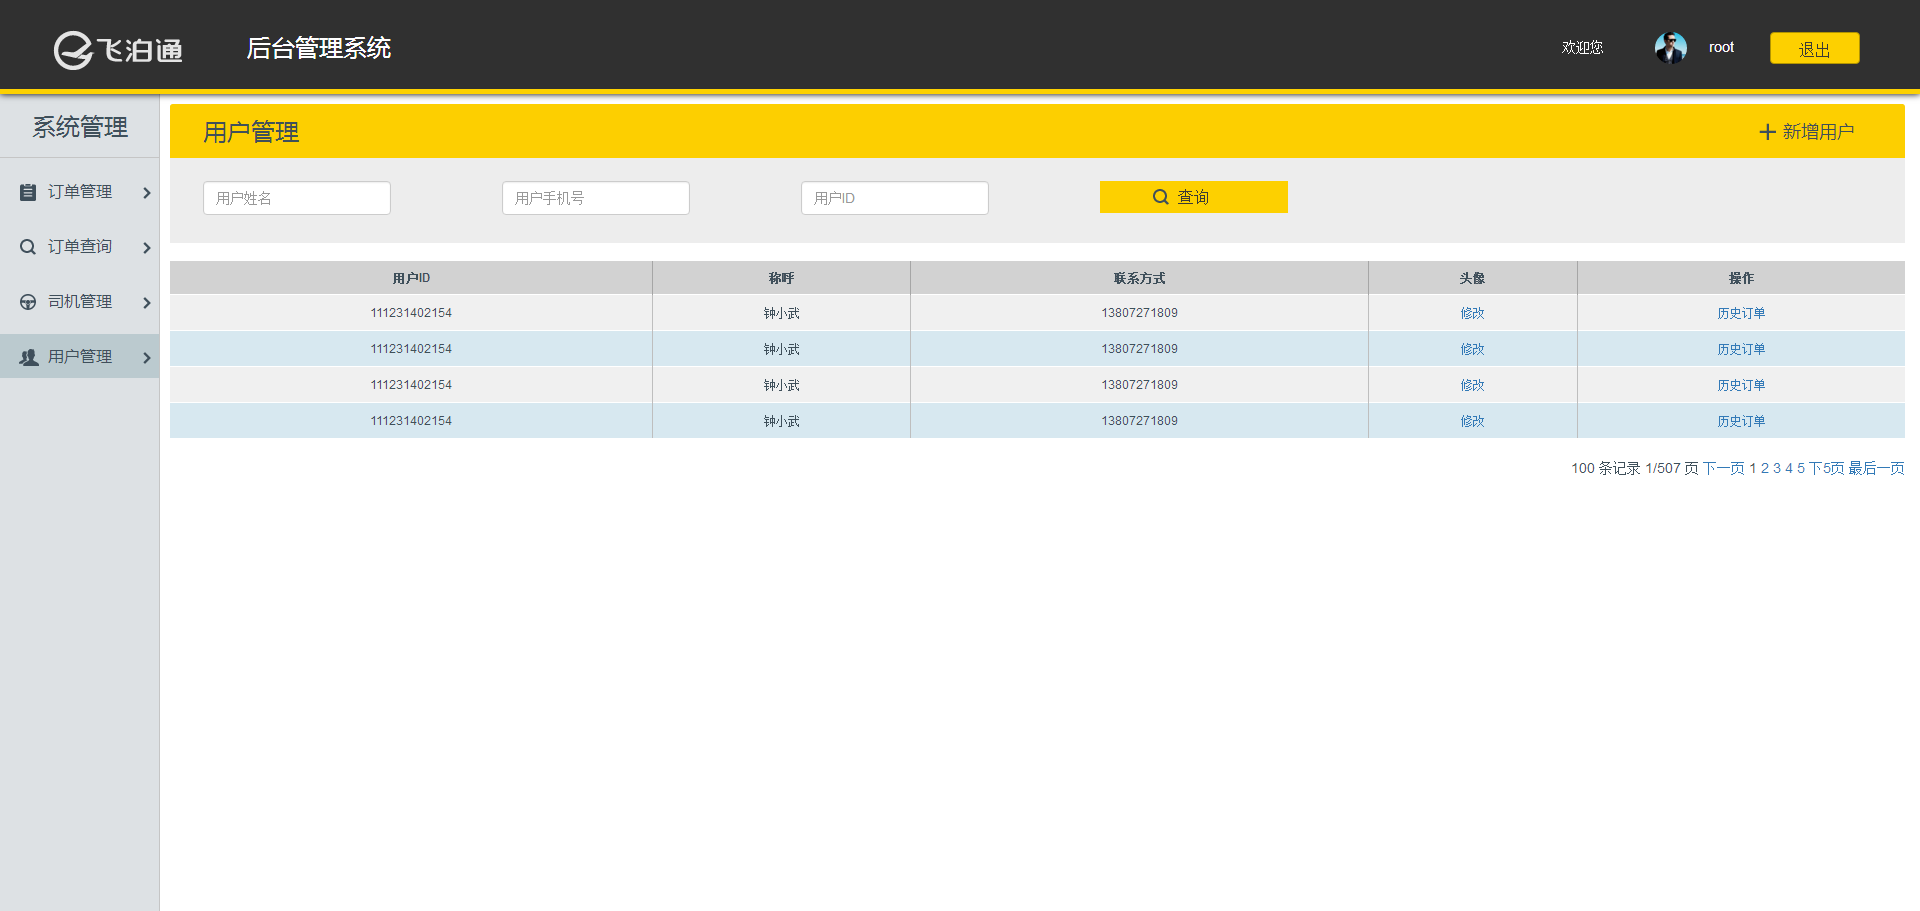 飞泊通 后台管理系统 欢迎您 root 退出
系统管理
订单管理
订单查询
司机管理
用户管理
用户管理 新增用户
用户姓名 用户手机号 用户ID 查询
用户ID 称呼 联系方式 头像 操作
111231402154 钟小武 13807271809 修改 历史订单
111231402154 钟小武 13807271809 修改 历史订单
111231402154 钟小武 13807271809 修改 历史订单
111231402154 钟小武 13807271809 修改 历史订单
100 条记录 1/507 页 下一页 1 2 3 4 5 下5页 最后一页